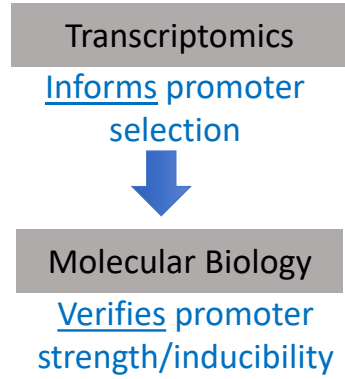 Transcriptomics
Informs promoter
selection
Molecular Biology
Verifies promoter
strength/inducibility